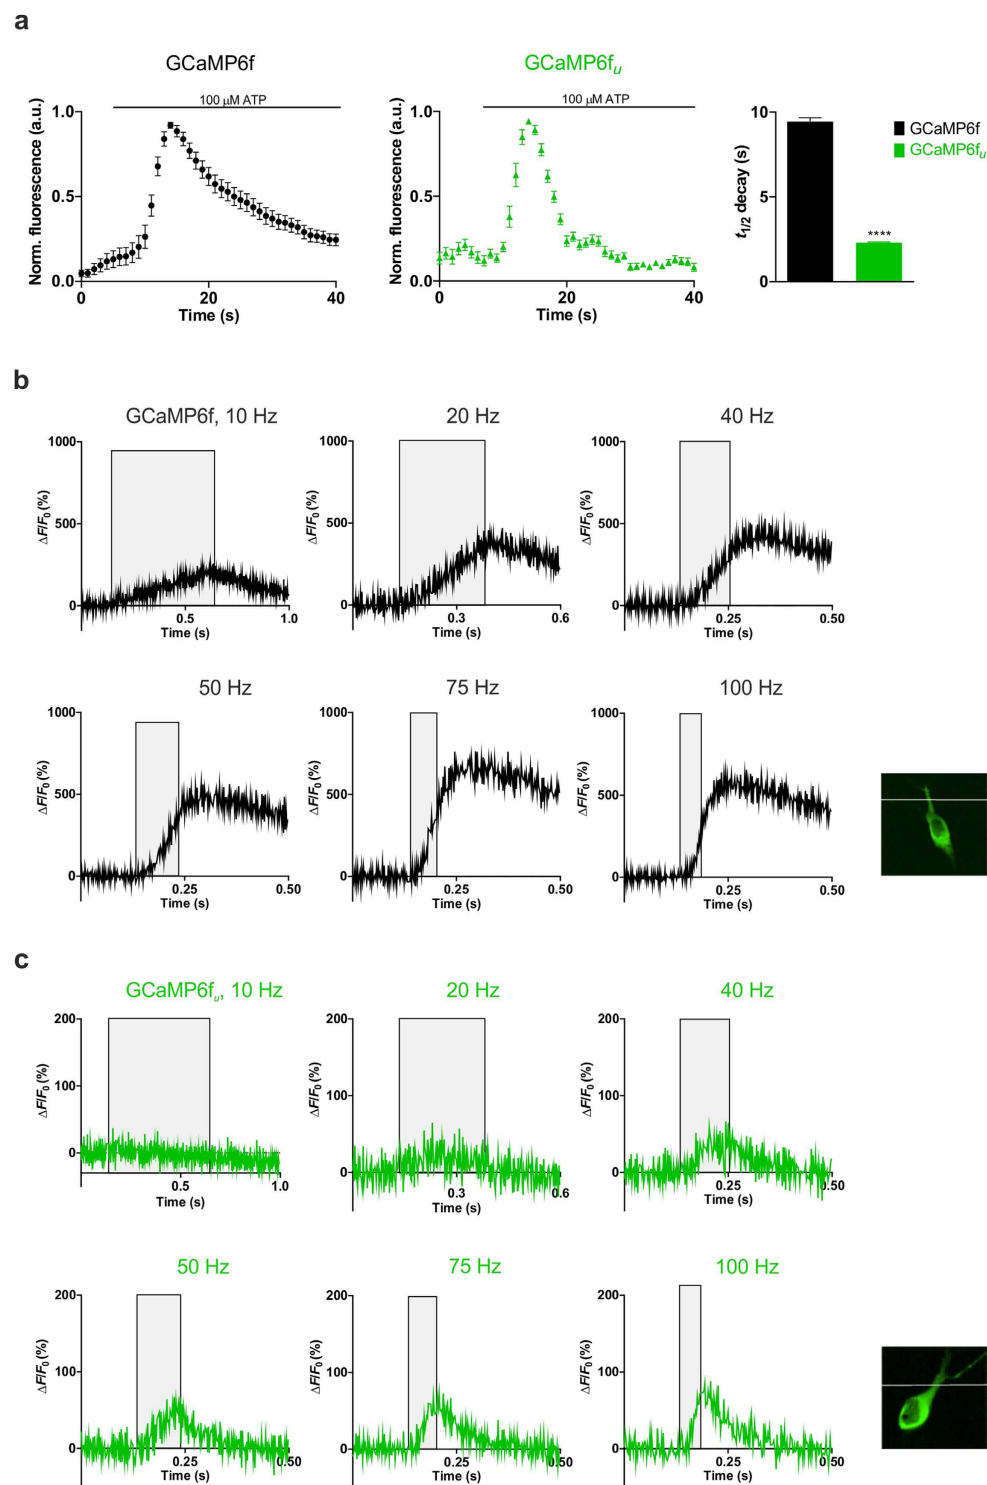 a
GCaMP6f
GCaMP6fu
100 µM ATP
100 µM ATP
Norm. fluorescence (a.u.)
1.0
0.5
0.0
0
20
40
Time (s)
Norm. fluorescence (a.u.)
1.0
0.5
0.0
0
20
40
Time (s)
t1/2 decay (s)
10
5
0
****
GCaMP6f
GCaMP6fu
b
GCaMP6f, 10 Hz
ΔF/F0 (%)
1000
500
0
0.5
1.0
Time (s)
20 Hz
ΔF/F0 (%)
1000
500
0
0.3
0.6
Time (s)
40 Hz
ΔF/F0 (%)
1000
500
0
0.25
0.50
Time (s)
50 Hz
ΔF/F0 (%)
1000
500
0
0.25
0.50
Time (s)
75 Hz
ΔF/F0 (%)
1000
500
0
0.25
0.50
Time (s)
100 Hz
ΔF/F0 (%)
1000
500
0
0.25
0.50
Time (s)
c
GCaMP6fu, 10 Hz
ΔF/F0 (%)
200
100
0
0.5
1.0
Time (s)
20 Hz
ΔF/F0 (%)
200
100
0
0.3
0.6
Time (s)
40 Hz
ΔF/F0 (%)
200
100
0
0.25
0.50
Time (s)
50 Hz
ΔF/F0 (%)
200
100
0
0.25
0.50
Time (s)
75 Hz
ΔF/F0 (%)
200
100
0
0.25
0.50
Time (s)
100 Hz
ΔF/F0 (%)
200
100
0
0.25
0.50
Time (s)